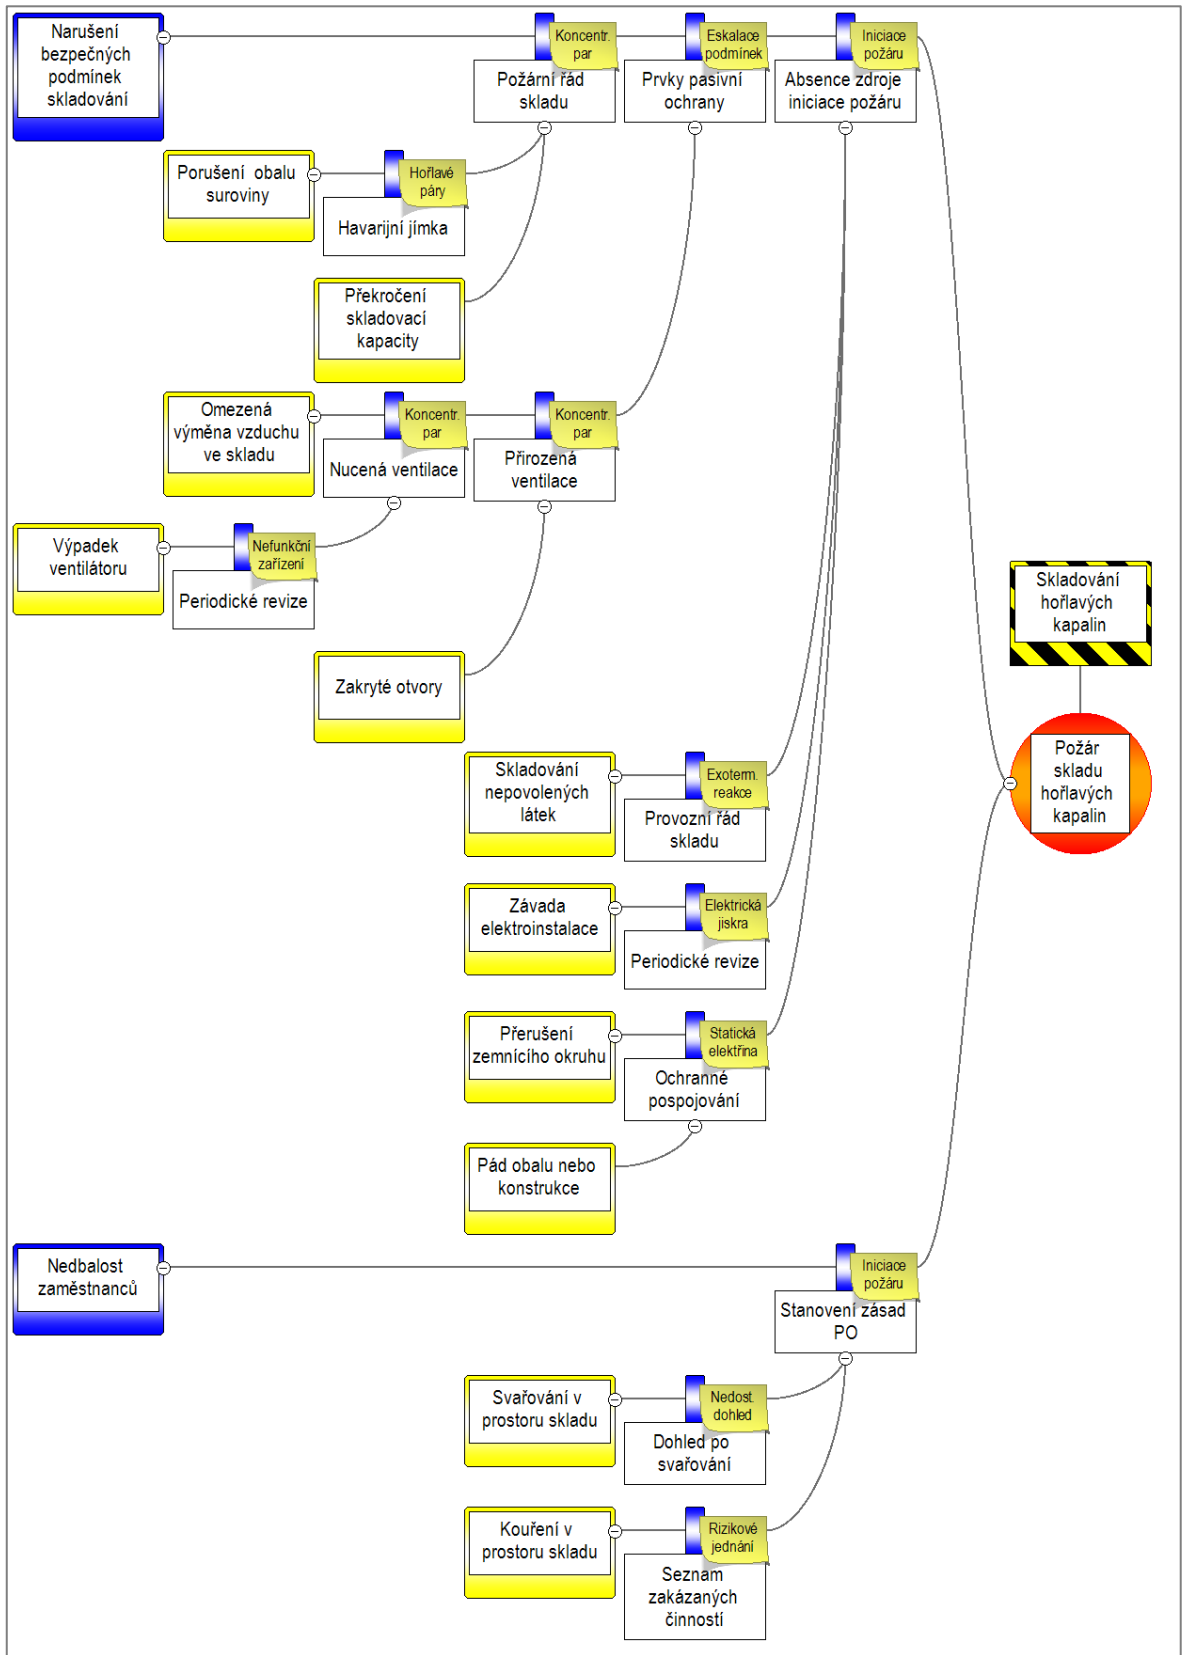 Narušení
bezpečných
podmínek
skladování
Koncentr.
par
Požární řád
skladu
Eskalace
podmínek
Prvky pasivní
ochrany
Iniciace
požáru
Absence zdroje
iniciace požáru
Porušení obalu
suroviny
Hořlavé
páry
Havarijní jímka
Překročení
skladovací
kapacity
Omezená
výměna vzduchu
ve skladu
Koncentr.
par
Nucená ventilace
Koncentr.
par
Přirozená
ventilace
Výpadek
ventilátoru
Nefunkční
zařízení
Periodické revize
Zakryté otvory
Skladování
hořlavých
kapalin
Požár
skladu
hořlavých
kapalin
Skladování
nepovolených
látek
Exoterm.
reakce
Provozní řád
skladu
Závada
elektroinstalace
Elektrická
jiskra
Periodické revize
Přerušení
zemnícího okruhu
Statická
elektřina
Ochranné
pospojování
Pád obalu nebo
konstrukce
Nedbalost
zaměstnanců
Iniciace
požáru
Stanovení zásad
PO
Svařování v
prostoru skladu
Nedost.
dohled
Dohled po
svařování
Kouření v
prostoru skladu
Rizikové
jednání
Seznam
zakázaných
činností